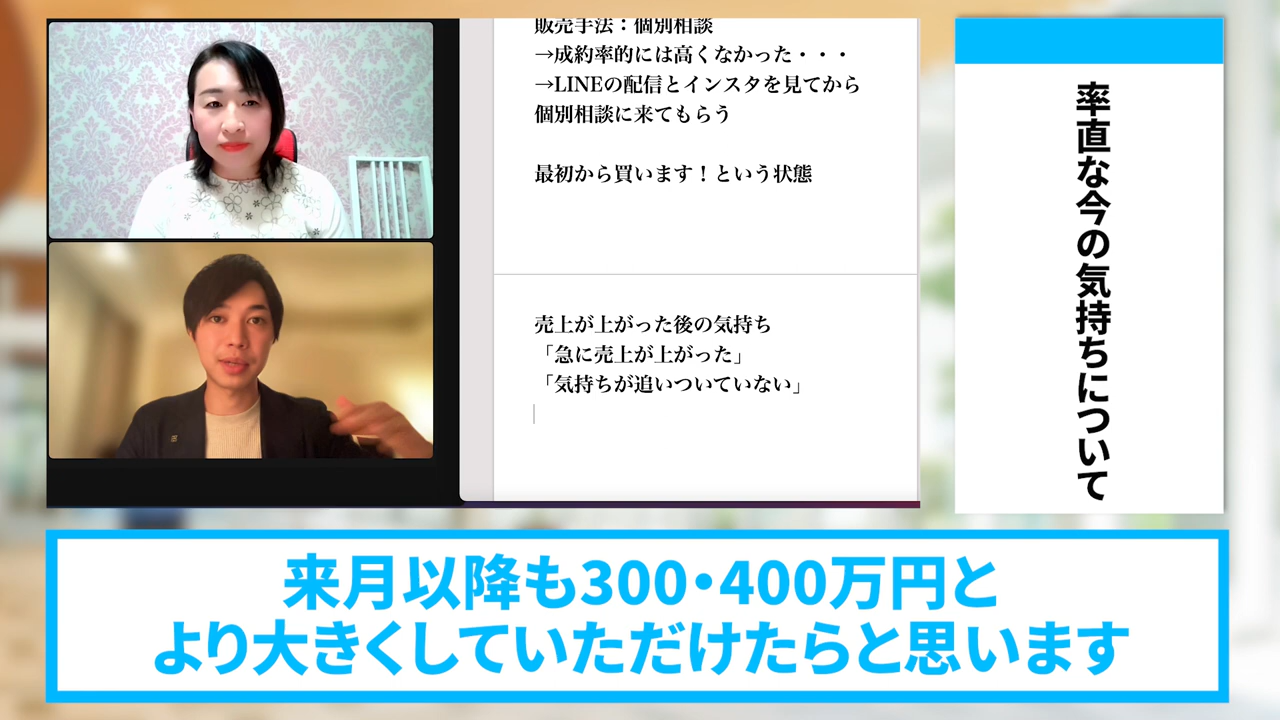 販売手法：個別相談
→成約率的には高くなかった・・・
→LINEの配信とインスタを見てから
個別相談に来てもらう
最初から買います！という状態
売上が上がった後の気持ち
「急に売上が上がった」
「気持ちが追いついていない」
率直な今の気持ちについて
来月以降も300・400万円と
より大きくしていただけたらと思います